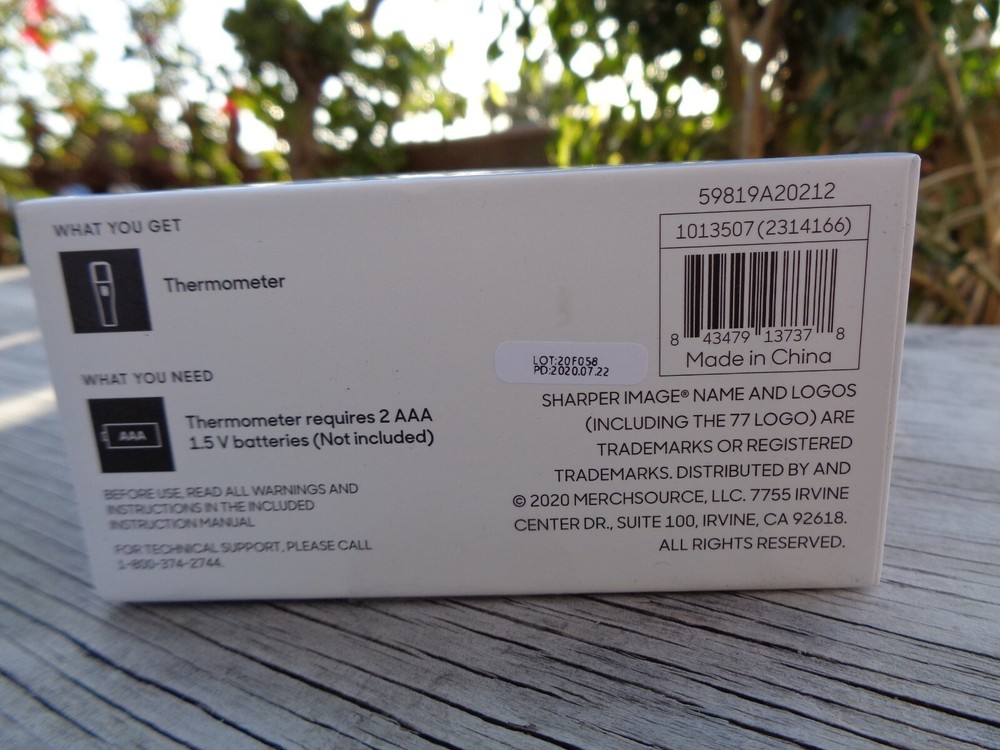 WHAT YOU GET
Thermometer
WHAT YOU NEED
AAA
Thermometer requires 2 AAA
1.5 V batteries (Not included)
BEFORE USE, READ ALL WARNINGS AND
INSTRUCTIONS IN THE INCLUDED
INSTRUCTION MANUAL
FOR TECHNICAL SUPPORT, PLEASE CALL
1-800-374-2744.
59819A20212
1013507 (2314166)
8 43479 13737 8
Made in China
LOT:20F058
PD:2020.07.22
SHARPER IMAGE® NAME AND LOGOS
(INCLUDING THE 77 LOGO) ARE
TRADEMARKS OR REGISTERED
TRADEMARKS. DISTRIBUTED BY AND
© 2020 MERCHSOURCE, LLC. 7755 IRVINE
CENTER DR., SUITE 100, IRVINE, CA 92618.
ALL RIGHTS RESERVED.